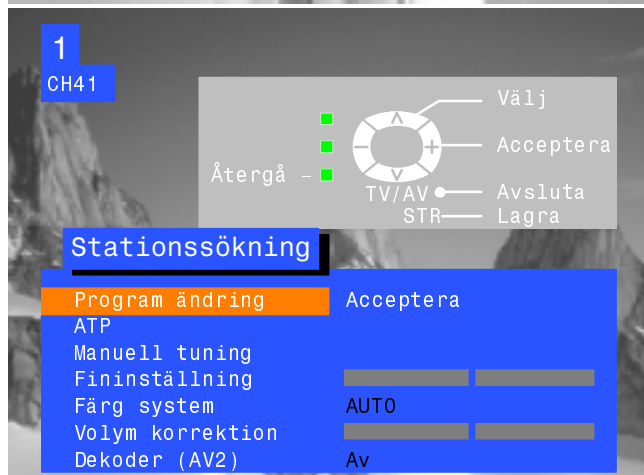 1
CH41
Välj
Acceptera
Återgå –
TV/AV Avsluta
STR Lagra
Stationssökning
Program ändring Acceptera
ATP
Manuell tuning
Fininställning
Färg system AUTO
Volym korrektion
Dekoder (AV2) Av